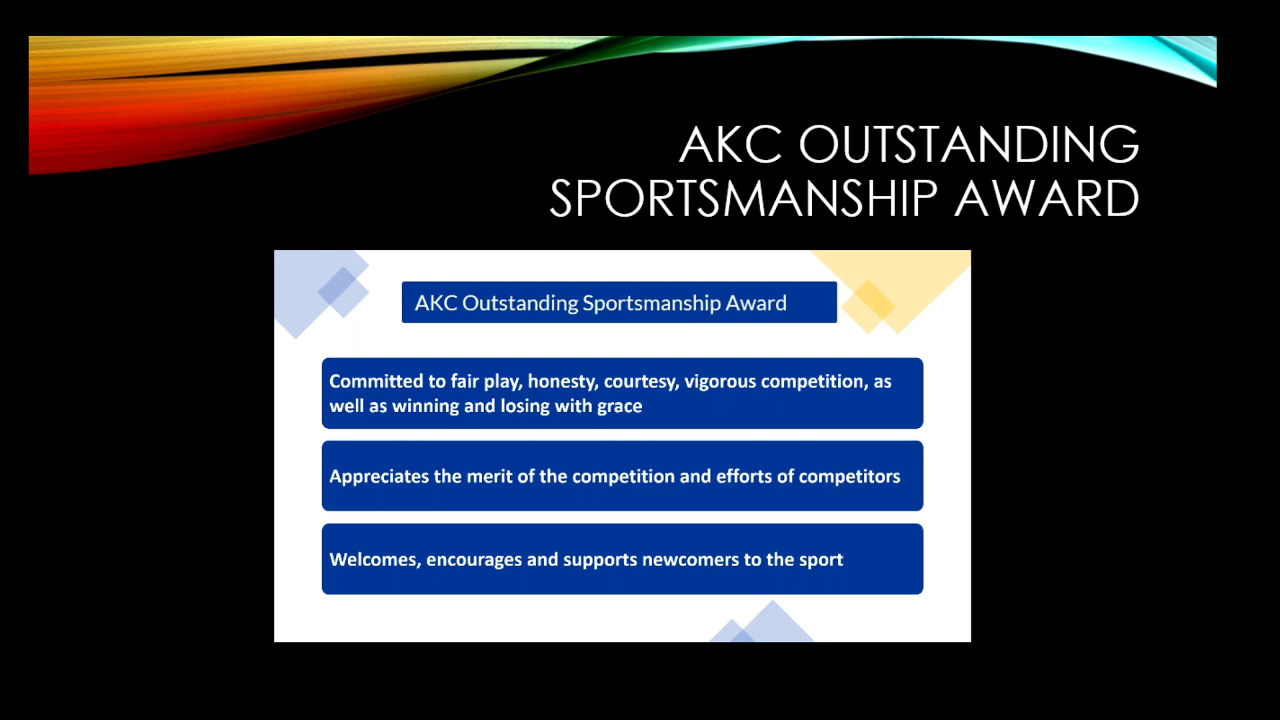 AKC OUTSTANDING
SPORTSMANSHIP AWARD
AKC Outstanding Sportsmanship Award
Committed to fair play, honesty, courtesy, vigorous competition, as
well as winning and losing with grace
Appreciates the merit of the competition and efforts of competitors
Welcomes, encourages and supports newcomers to the sport